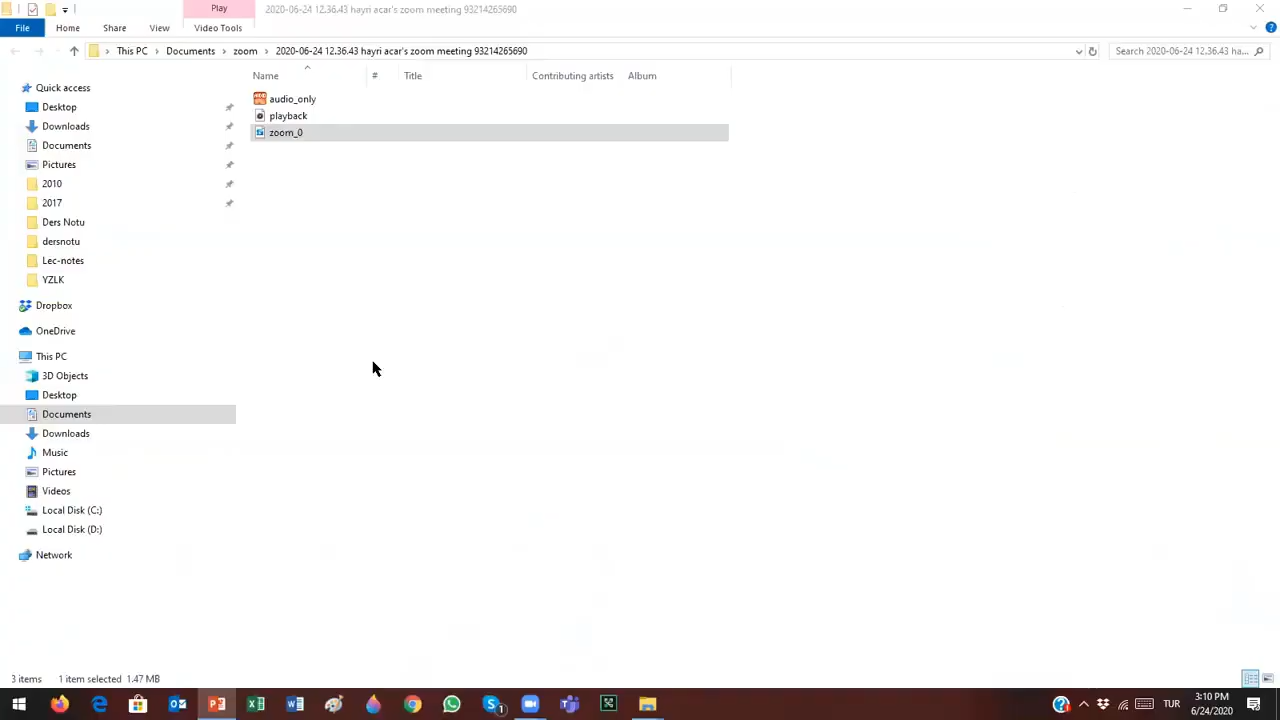 Play
2020-06-24 12.36.43 hayri acar's zoom meeting 93214265690
File
Home
Share
View
Video Tools
This PC
Documents
zoom
2020-06-24 12.36.43 hayri acar's zoom meeting 93214265690
Search 2020-06-24 12.36.43 ha...
Name
#
Title
Contributing artists
Album
audio_only
playback
zoom_0
Quick access
Desktop
Downloads
Documents
Pictures
2010
2017
Ders Notu
dersnotu
Lec-notes
YZLK
Dropbox
OneDrive
This PC
3D Objects
Desktop
Documents
Downloads
Music
Pictures
Videos
Local Disk (C:)
Local Disk (D:)
Network
3 items
1 item selected 1.47 MB
TUR
3:10 PM
6/24/2020